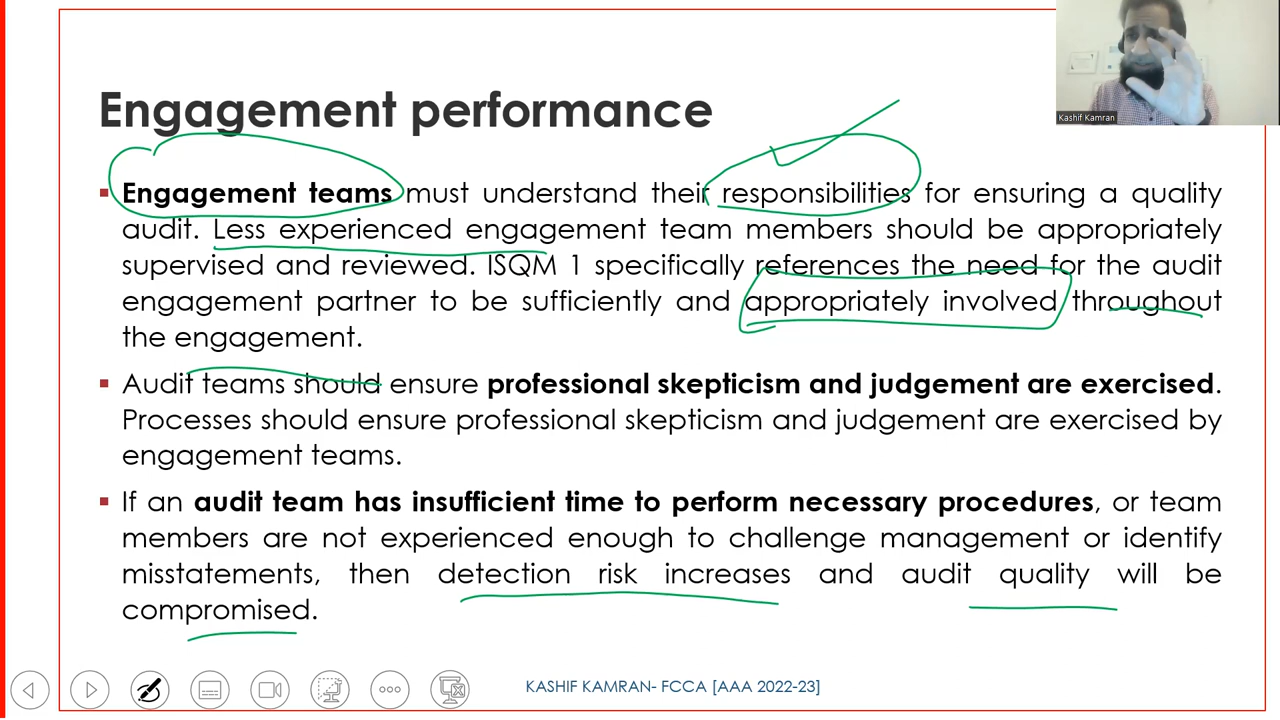 Kashif Kamran
Engagement performance
▪ Engagement teams must understand their responsibilities for ensuring a quality
audit. Less experienced engagement team members should be appropriately
supervised and reviewed. ISQM 1 specifically references the need for the audit
engagement partner to be sufficiently and appropriately involved throughout
the engagement.
▪ Audit teams should ensure professional skepticism and judgement are exercised.
Processes should ensure professional skepticism and judgement are exercised by
engagement teams.
▪ If an audit team has insufficient time to perform necessary procedures, or team
members are not experienced enough to challenge management or identify
misstatements, then detection risk increases and audit quality will be
compromised.
KASHIF KAMRAN- FCCA [AAA 2022-23]